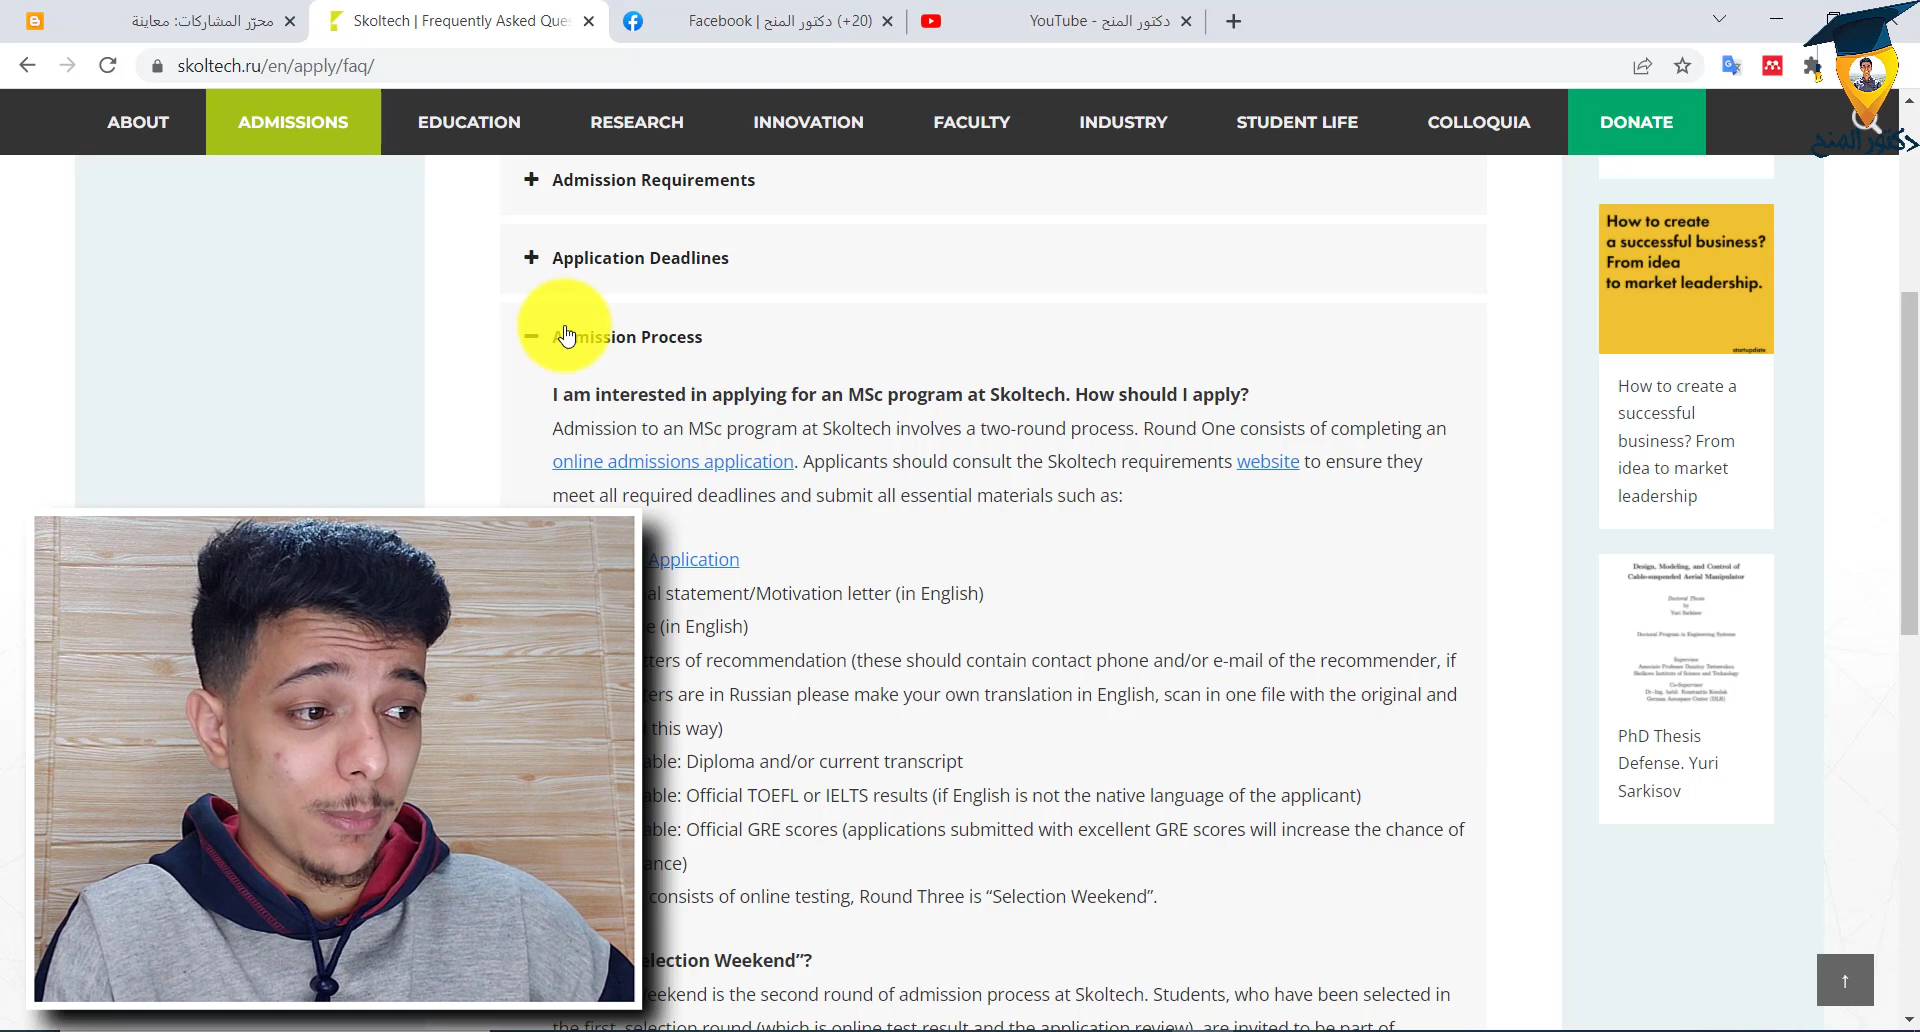 محرّر المشاركات: معاينة
Skoltech | Frequently Asked Ques
(20+) دكتور المنح | Facebook
دكتور المنح - YouTube
skoltech.ru/en/apply/faq/
دكتور المنح
ABOUT
ADMISSIONS
EDUCATION
RESEARCH
INNOVATION
FACULTY
INDUSTRY
STUDENT LIFE
COLLOQUIA
DONATE
Admission Requirements
Application Deadlines
Admission Process
I am interested in applying for an MSc program at Skoltech. How should I apply?
Admission to an MSc program at Skoltech involves a two-round process. Round One consists of completing an
online admissions application. Applicants should consult the Skoltech requirements website to ensure they
meet all required deadlines and submit all essential materials such as:
Application
al statement/Motivation letter (in English)
e (in English)
tters of recommendation (these should contain contact phone and/or e-mail of the recommender, if
ers are in Russian please make your own translation in English, scan in one file with the original and
this way)
able: Diploma and/or current transcript
able: Official TOEFL or IELTS results (if English is not the native language of the applicant)
able: Official GRE scores (applications submitted with excellent GRE scores will increase the chance of
ance)
consists of online testing, Round Three is “Selection Weekend”.
election Weekend”?
eekend is the second round of admission process at Skoltech. Students, who have been selected in
the first selection round (which is online test result and the application review), are invited to be part of
How to create
a successful business?
From idea
to market leadership.
startupdate
How to create a
successful
business? From
idea to market
leadership
Design, Modeling, and Control of
Cable-suspended Aerial Manipulator
Doctoral Thesis
by
Yuri Sarkisov
Doctoral Program in Engineering Systems
Supervisor
Associate Professor Dzmitry Tsetserukou
Skolkovo Institute of Science and Technology
Co-Supervisor
Dr.-Ing. habil. Konstantin Kondak
German Aerospace Center (DLR)
PhD Thesis
Defense. Yuri
Sarkisov